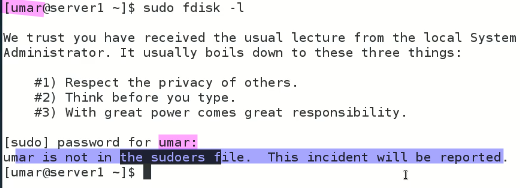 [umar@server1 ~]$ sudo fdisk -l
We trust you have received the usual lecture from the local System
Administrator. It usually boils down to these three things:
#1) Respect the privacy of others.
#2) Think before you type.
#3) With great power comes great responsibility.
[sudo] password for umar:
umar is not in the sudoers file.  This incident will be reported.
[umar@server1 ~]$